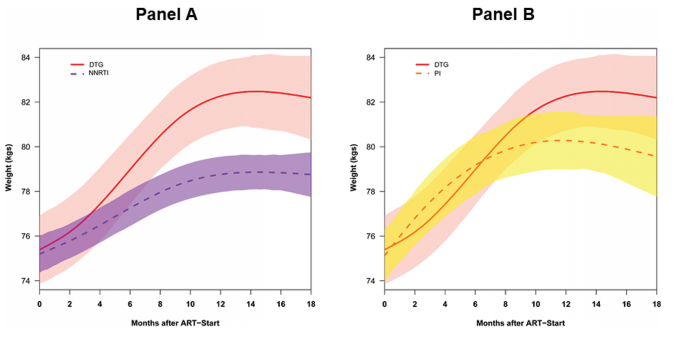 Panel A
Weight (kgs)
84
82
80
78
76
74
DTG
NNRTI
0 2 4 6 8 10 12 14 16 18
Months after ART−Start
Panel B
Weight (kgs)
84
82
80
78
76
74
DTG
PI
0 2 4 6 8 10 12 14 16 18
Months after ART−Start